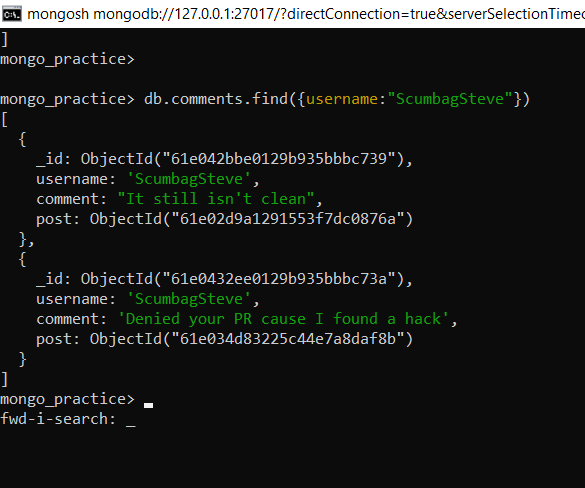 mongosh mongodb://127.0.0.1:27017/?directConnection=true&serverSelectionTimeo
]
mongo_practice>
mongo_practice> db.comments.find({username:"ScumbagSteve"})
[
  {
    _id: ObjectId("61e042bbe0129b935bbbc739"),
    username: 'ScumbagSteve',
    comment: "It still isn't clean",
    post: ObjectId("61e02d9a1291553f7dc0876a")
  },
  {
    _id: ObjectId("61e0432ee0129b935bbbc73a"),
    username: 'ScumbagSteve',
    comment: 'Denied your PR cause I found a hack',
    post: ObjectId("61e034d83225c44e7a8daf8b")
  }
]
mongo_practice>
fwd-i-search: _